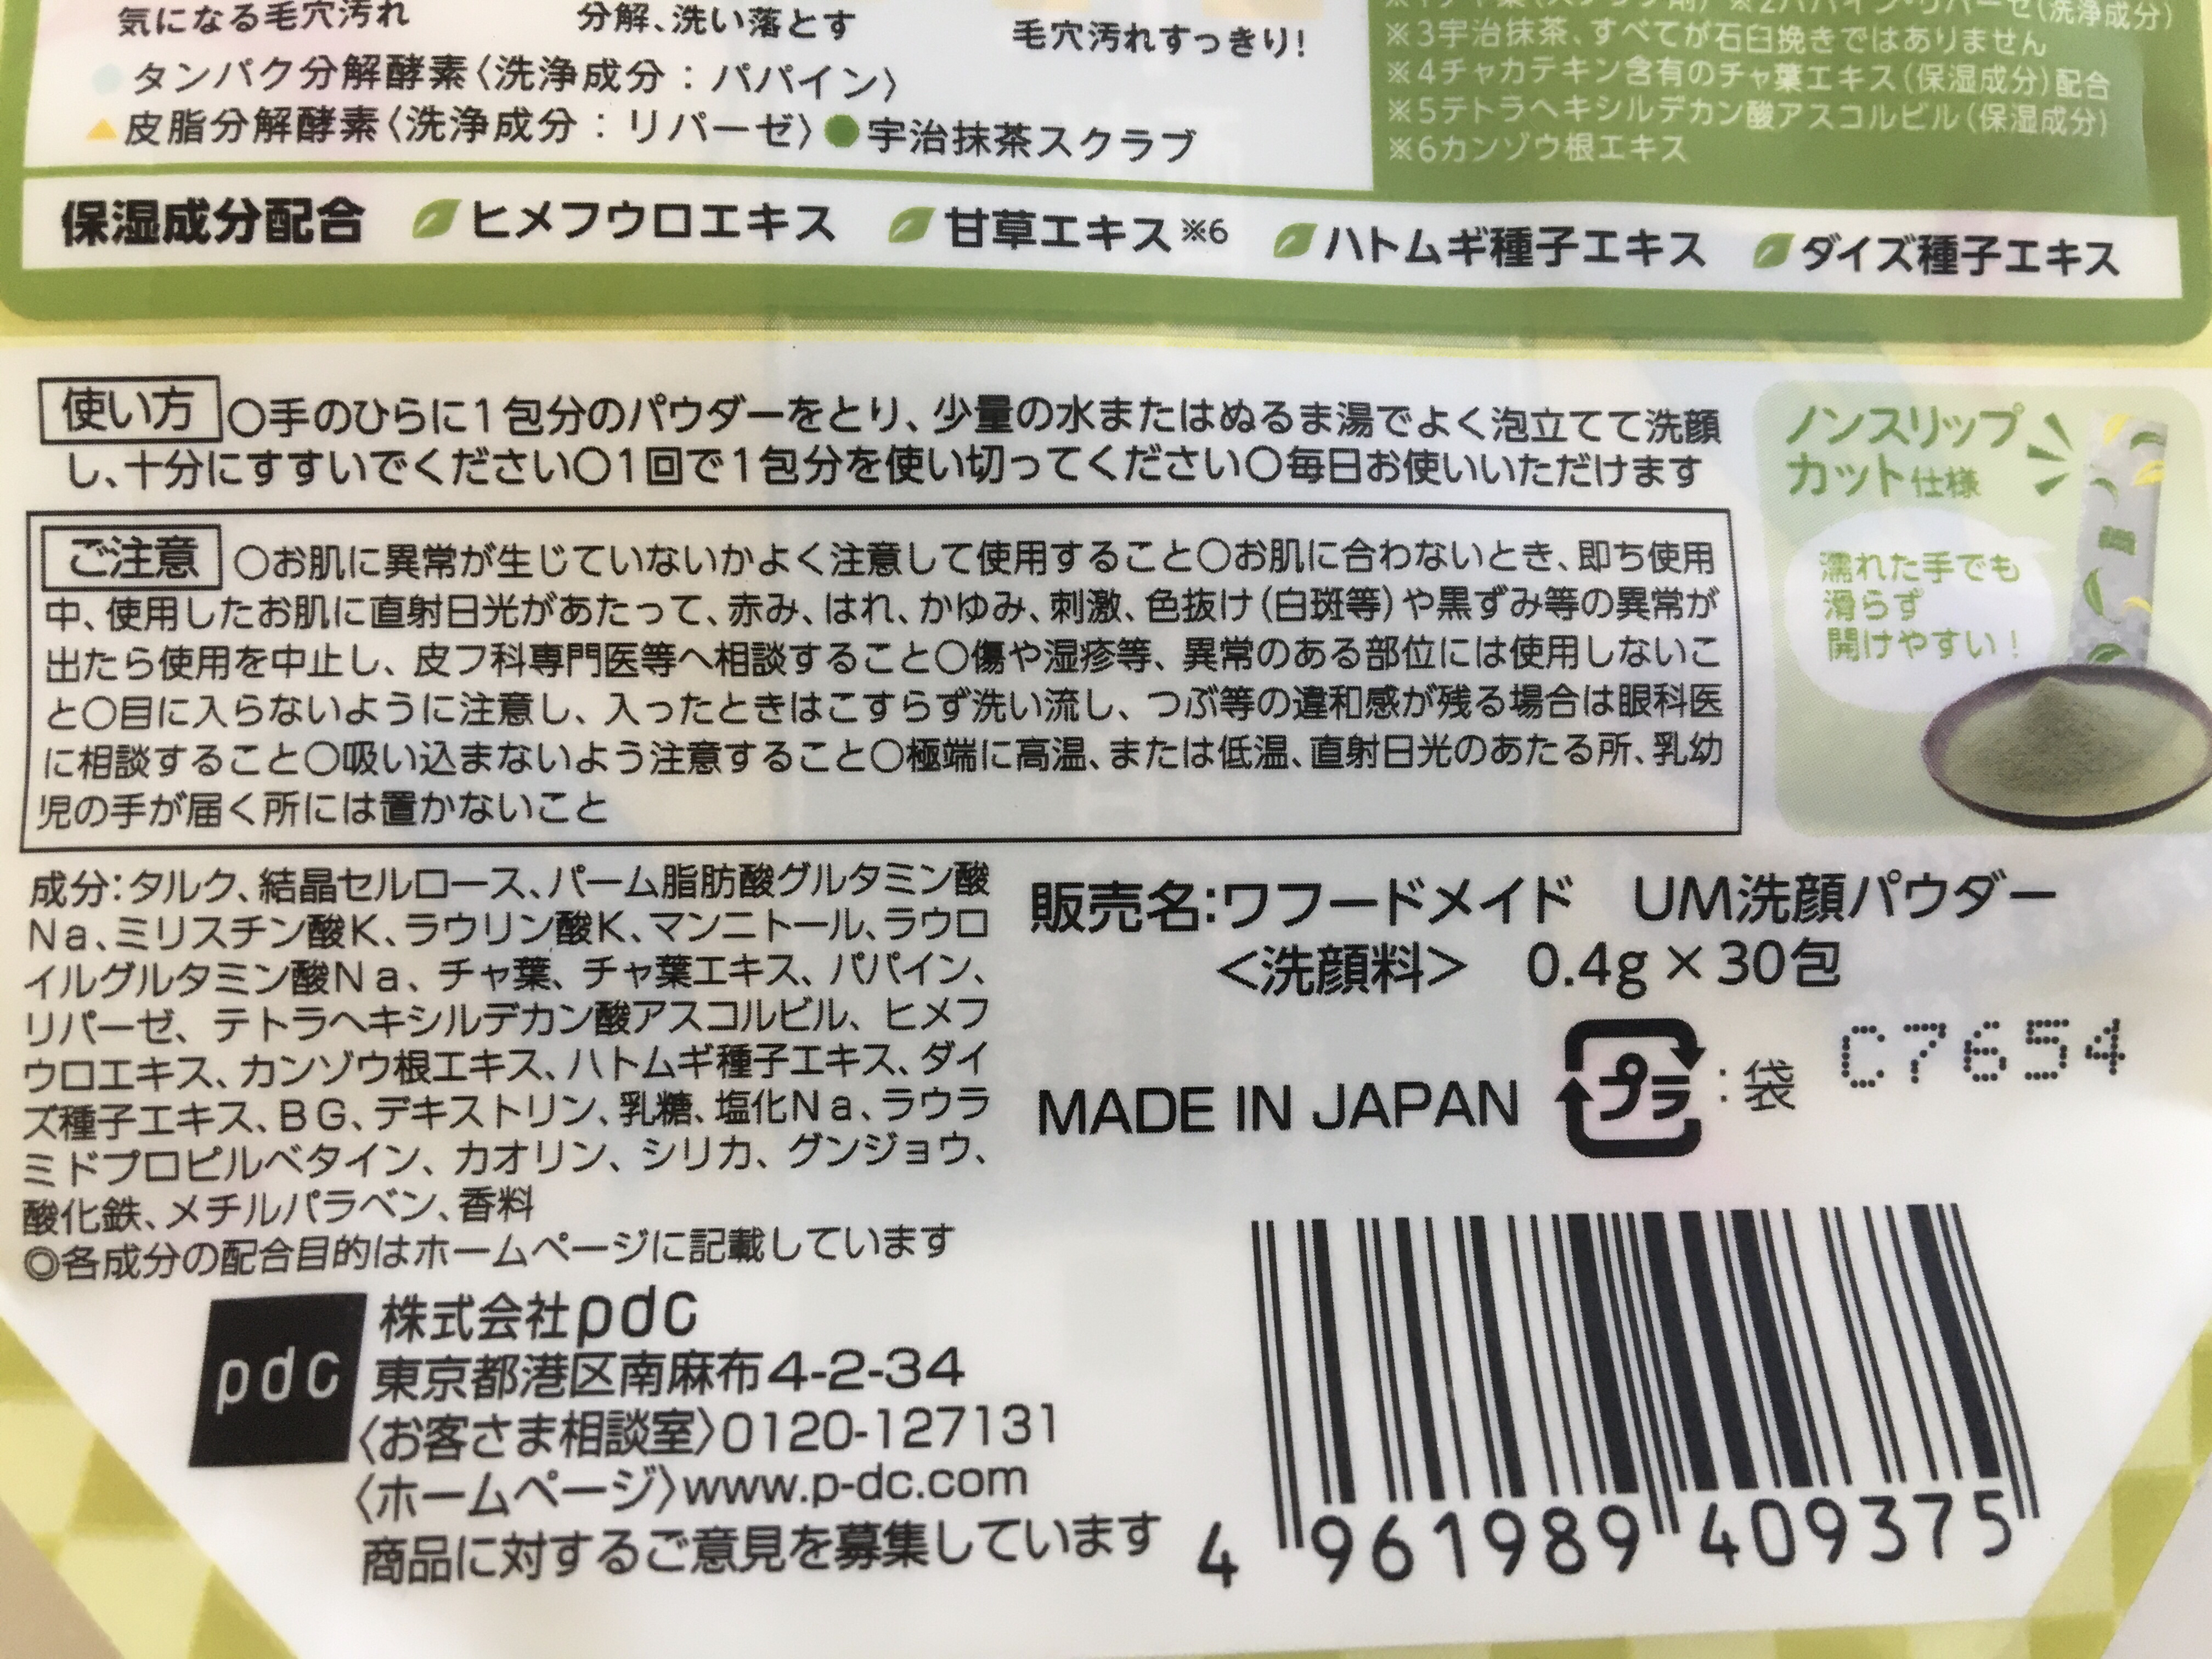 気になる毛穴汚れ
分解、洗い落とす
毛穴汚れすっきり!
タンパク分解酵素〈洗浄成分：パパイン〉
皮脂分解酵素〈洗浄成分：リパーゼ〉●宇治抹茶スクラブ
※3宇治抹茶、すべてが石臼挽きではありません
※4チャカテキン含有のチャ葉エキス(保湿成分)配合
※5テトラヘキシルデカン酸アスコルビル(保湿成分)
※6カンゾウ根エキス
保湿成分配合 ヒメフウロエキス 甘草エキス※6 ハトムギ種子エキス ダイズ種子エキス
使い方 〇手のひらに1包分のパウダーをとり、少量の水またはぬるま湯でよく泡立てて洗顔
し、十分にすすいでください〇1回で1包分を使い切ってください〇毎日お使いいただけます
ノンスリップ
カット仕様
濡れた手でも
滑らず
開けやすい!
ご注意 〇お肌に異常が生じていないかよく注意して使用すること〇お肌に合わないとき、即ち使用
中、使用したお肌に直射日光があたって、赤み、はれ、かゆみ、刺激、色抜け(白斑等)や黒ずみ等の異常が
出たら使用を中止し、皮フ科専門医等へ相談すること〇傷や湿疹等、異常のある部位には使用しないこ
と〇目に入らないように注意し、入ったときはこすらず洗い流し、つぶ等の違和感が残る場合は眼科医
に相談すること〇吸い込まないよう注意すること〇極端に高温、または低温、直射日光のあたる所、乳幼
児の手が届く所には置かないこと
成分：タルク、結晶セルロース、パーム脂肪酸グルタミン酸
Na、ミリスチン酸K、ラウリン酸K、マンニトール、ラウロ
イルグルタミン酸Na、チャ葉、チャ葉エキス、パパイン、
リパーゼ、テトラヘキシルデカン酸アスコルビル、ヒメフ
ウロエキス、カンゾウ根エキス、ハトムギ種子エキス、ダイ
ズ種子エキス、BG、デキストリン、乳糖、塩化Na、ラウラ
ミドプロピルベタイン、カオリン、シリカ、グンジョウ、
酸化鉄、メチルパラベン、香料
◎各成分の配合目的はホームページに記載しています
販売名：ワフードメイド UM洗顔パウダー
＜洗顔料＞ 0.4g×30包
MADE IN JAPAN プラ：袋 C7654
pdc
株式会社pdc
東京都港区南麻布4-2-34
〈お客さま相談室〉0120-127131
〈ホームページ〉www.p-dc.com
商品に対するご意見を募集しています
4 961989 409375